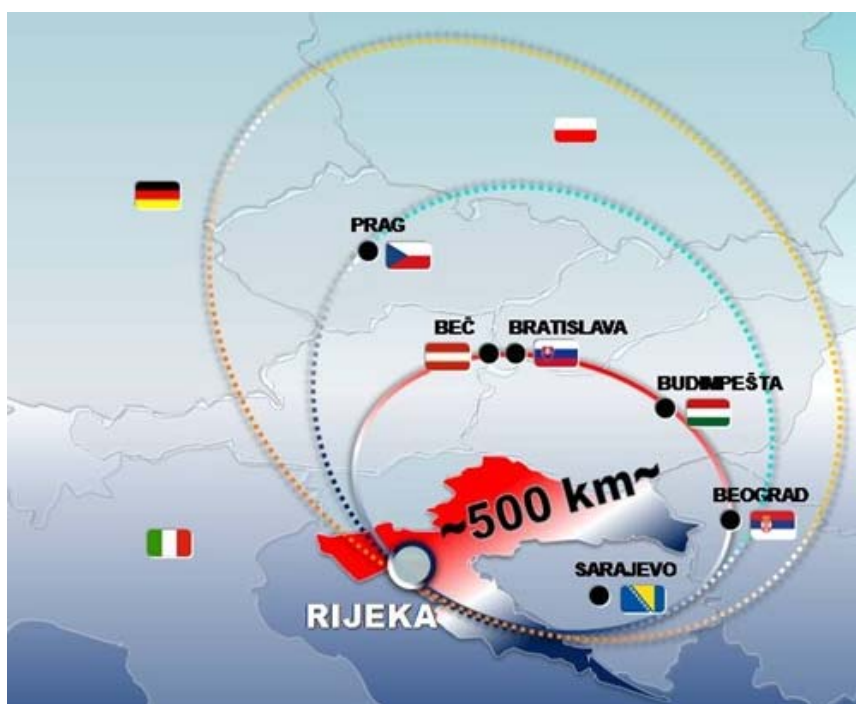 PRAG
BEČ
BRATISLAVA
BUDIMPEŠTA
~500 km~
BEOGRAD
SARAJEVO
RIJEKA